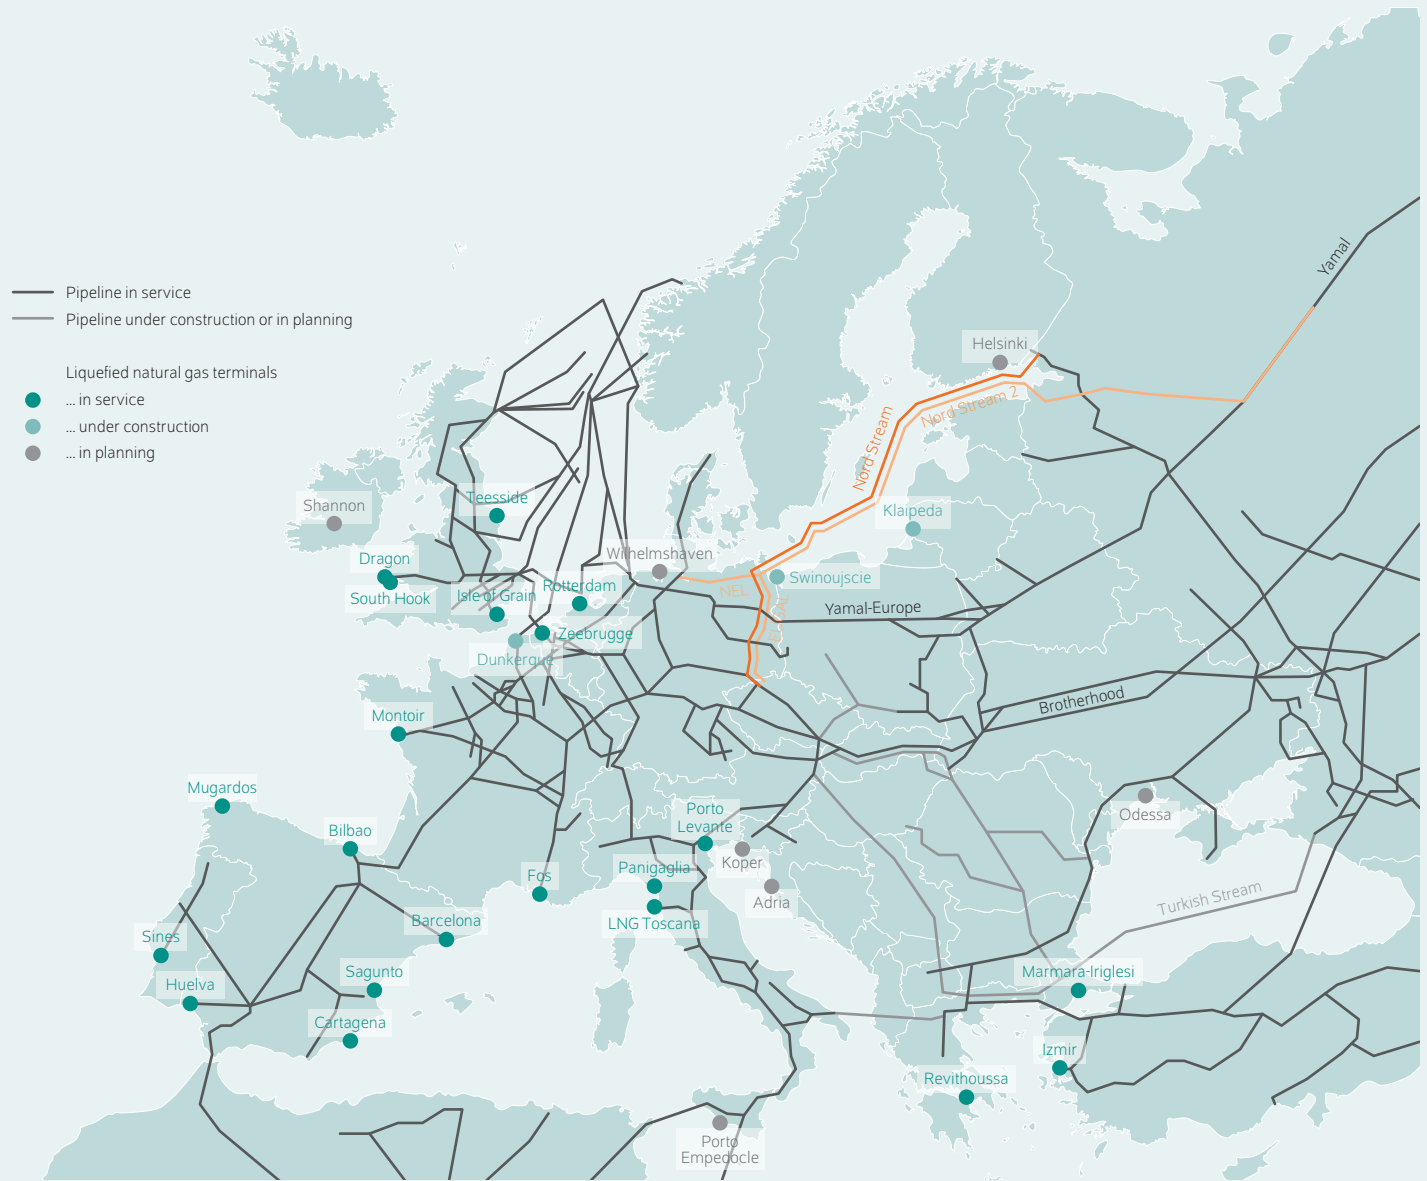 Yamal
Pipeline in service
Pipeline under construction or in planning
Liquefied natural gas terminals
... in service
... under construction
... in planning
Helsinki
Nord Stream 2
Nord Stream
Teesside
Shannon
Klaipeda
Wilhelmshaven
Dragon
Swinoujscie
South Hook
Isle of Grain
Rotterdam
NEL
OPAL
Yamal-Europe
Zeebrugge
Dunkerque
Brotherhood
Montoir
Mugardos
Porto
Levante
Odessa
Bilbao
Koper
Panigaglia
Fos
Adria
Turkish Stream
Barcelona
LNG Toscana
Sines
Sagunto
Marmara-Iriglesi
Huelva
Cartagena
Izmir
Revithoussa
Porto
Empedocle